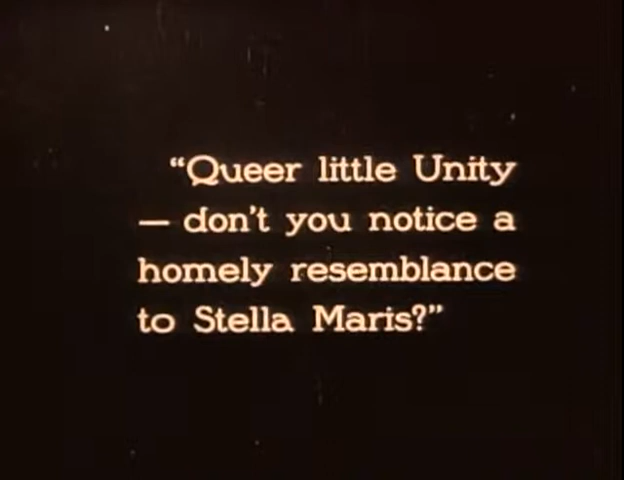 “Queer little Unity
— don’t you notice a
homely resemblance
to Stella Maris?”